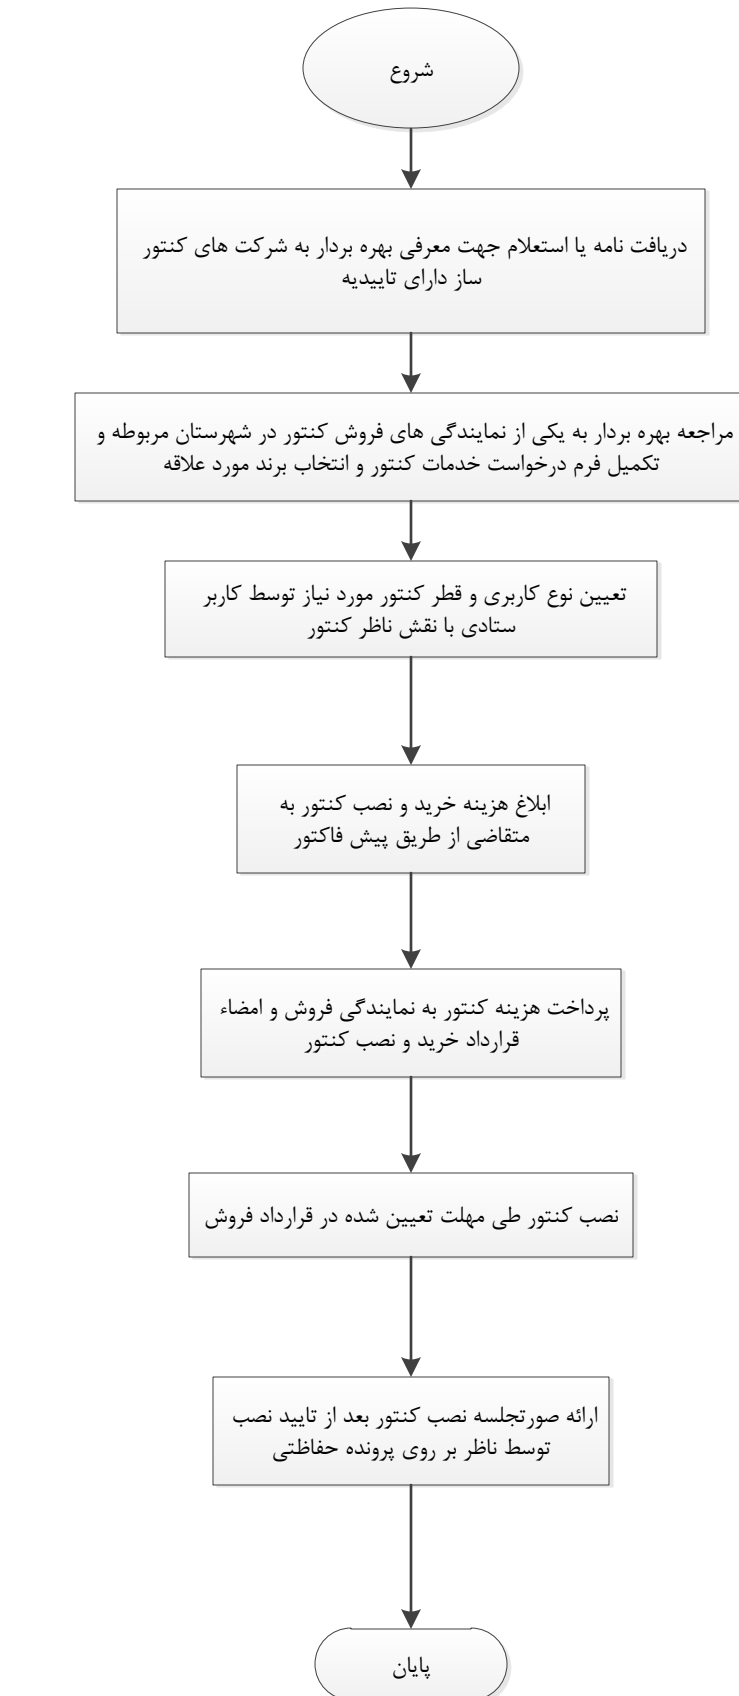 شروع
دریافت نامه یا استعلام جهت معرفی بهره بردار به شرکت های کنتور
ساز دارای تاییدیه
مراجعه بهره بردار به یکی از نمایندگی های فروش کنتور در شهرستان مربوطه و
تکمیل فرم درخواست خدمات کنتور و انتخاب برند مورد علاقه
تعیین نوع کاربری و قطر کنتور مورد نیاز توسط کاربر
ستادی با نقش ناظر کنتور
ابلاغ هزینه خرید و نصب کنتور به
متقاضی از طریق پیش فاکتور
پرداخت هزینه کنتور به نمایندگی فروش و امضاء
قرارداد خرید و نصب کنتور
نصب کنتور طی مهلت تعیین شده در قرارداد فروش
ارائه صورتجلسه نصب کنتور بعد از تایید نصب
توسط ناظر بر روی پرونده حفاظتی
پایان